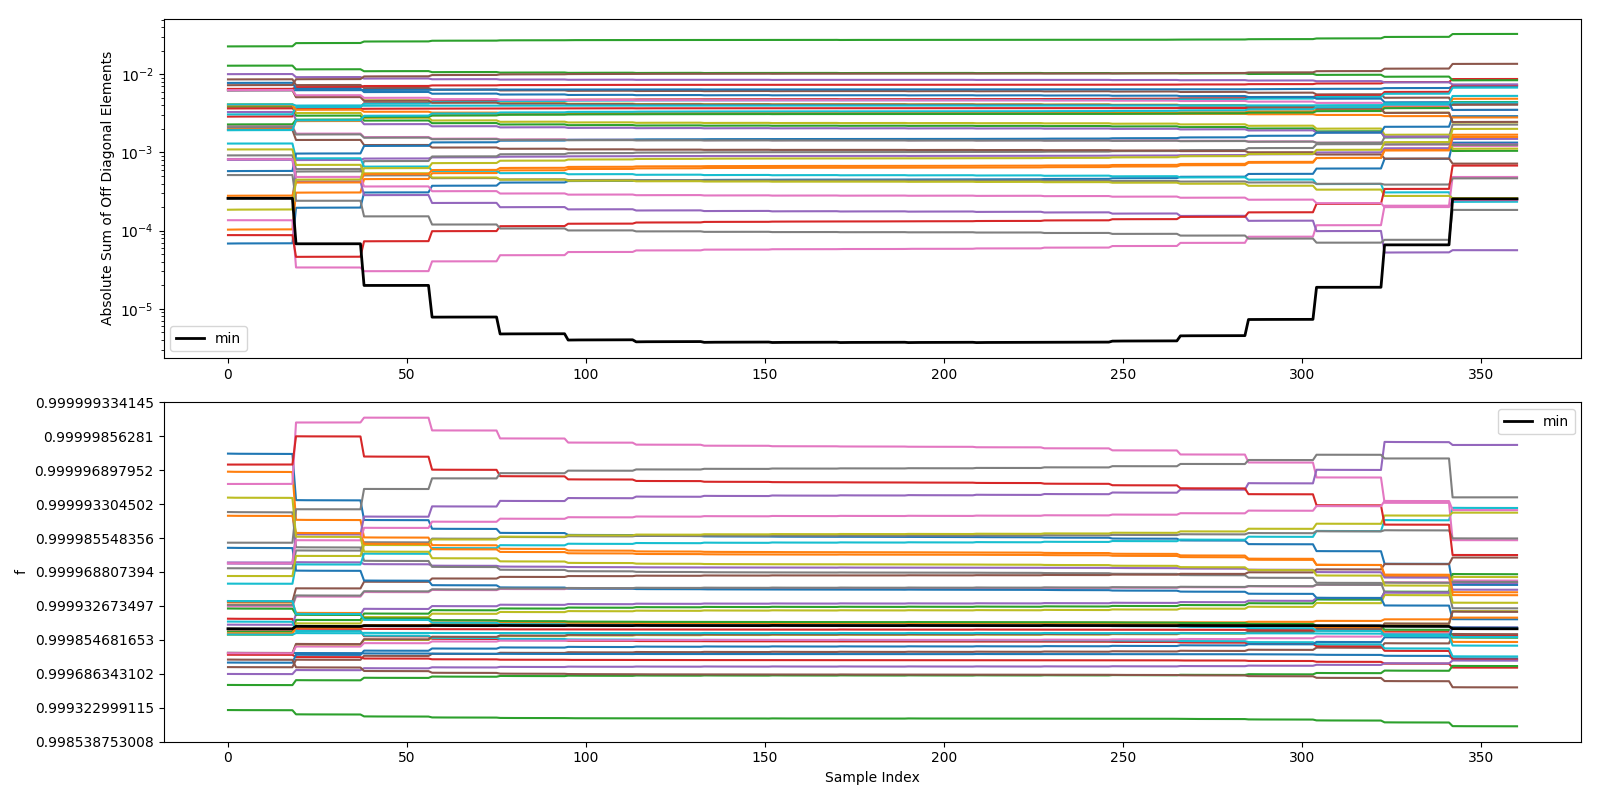 Absolute Sum of Off Diagonal Elements
10^-2
10^-3
10^-4
10^-5
min
0 50 100 150 200 250 300 350
f
0.999999334145
0.99999856281
0.999996897952
0.999993304502
0.999985548356
0.999968807394
0.999932673497
0.999854681653
0.999686343102
0.999322999115
0.998538753008
min
0 50 100 150 200 250 300 350
Sample Index